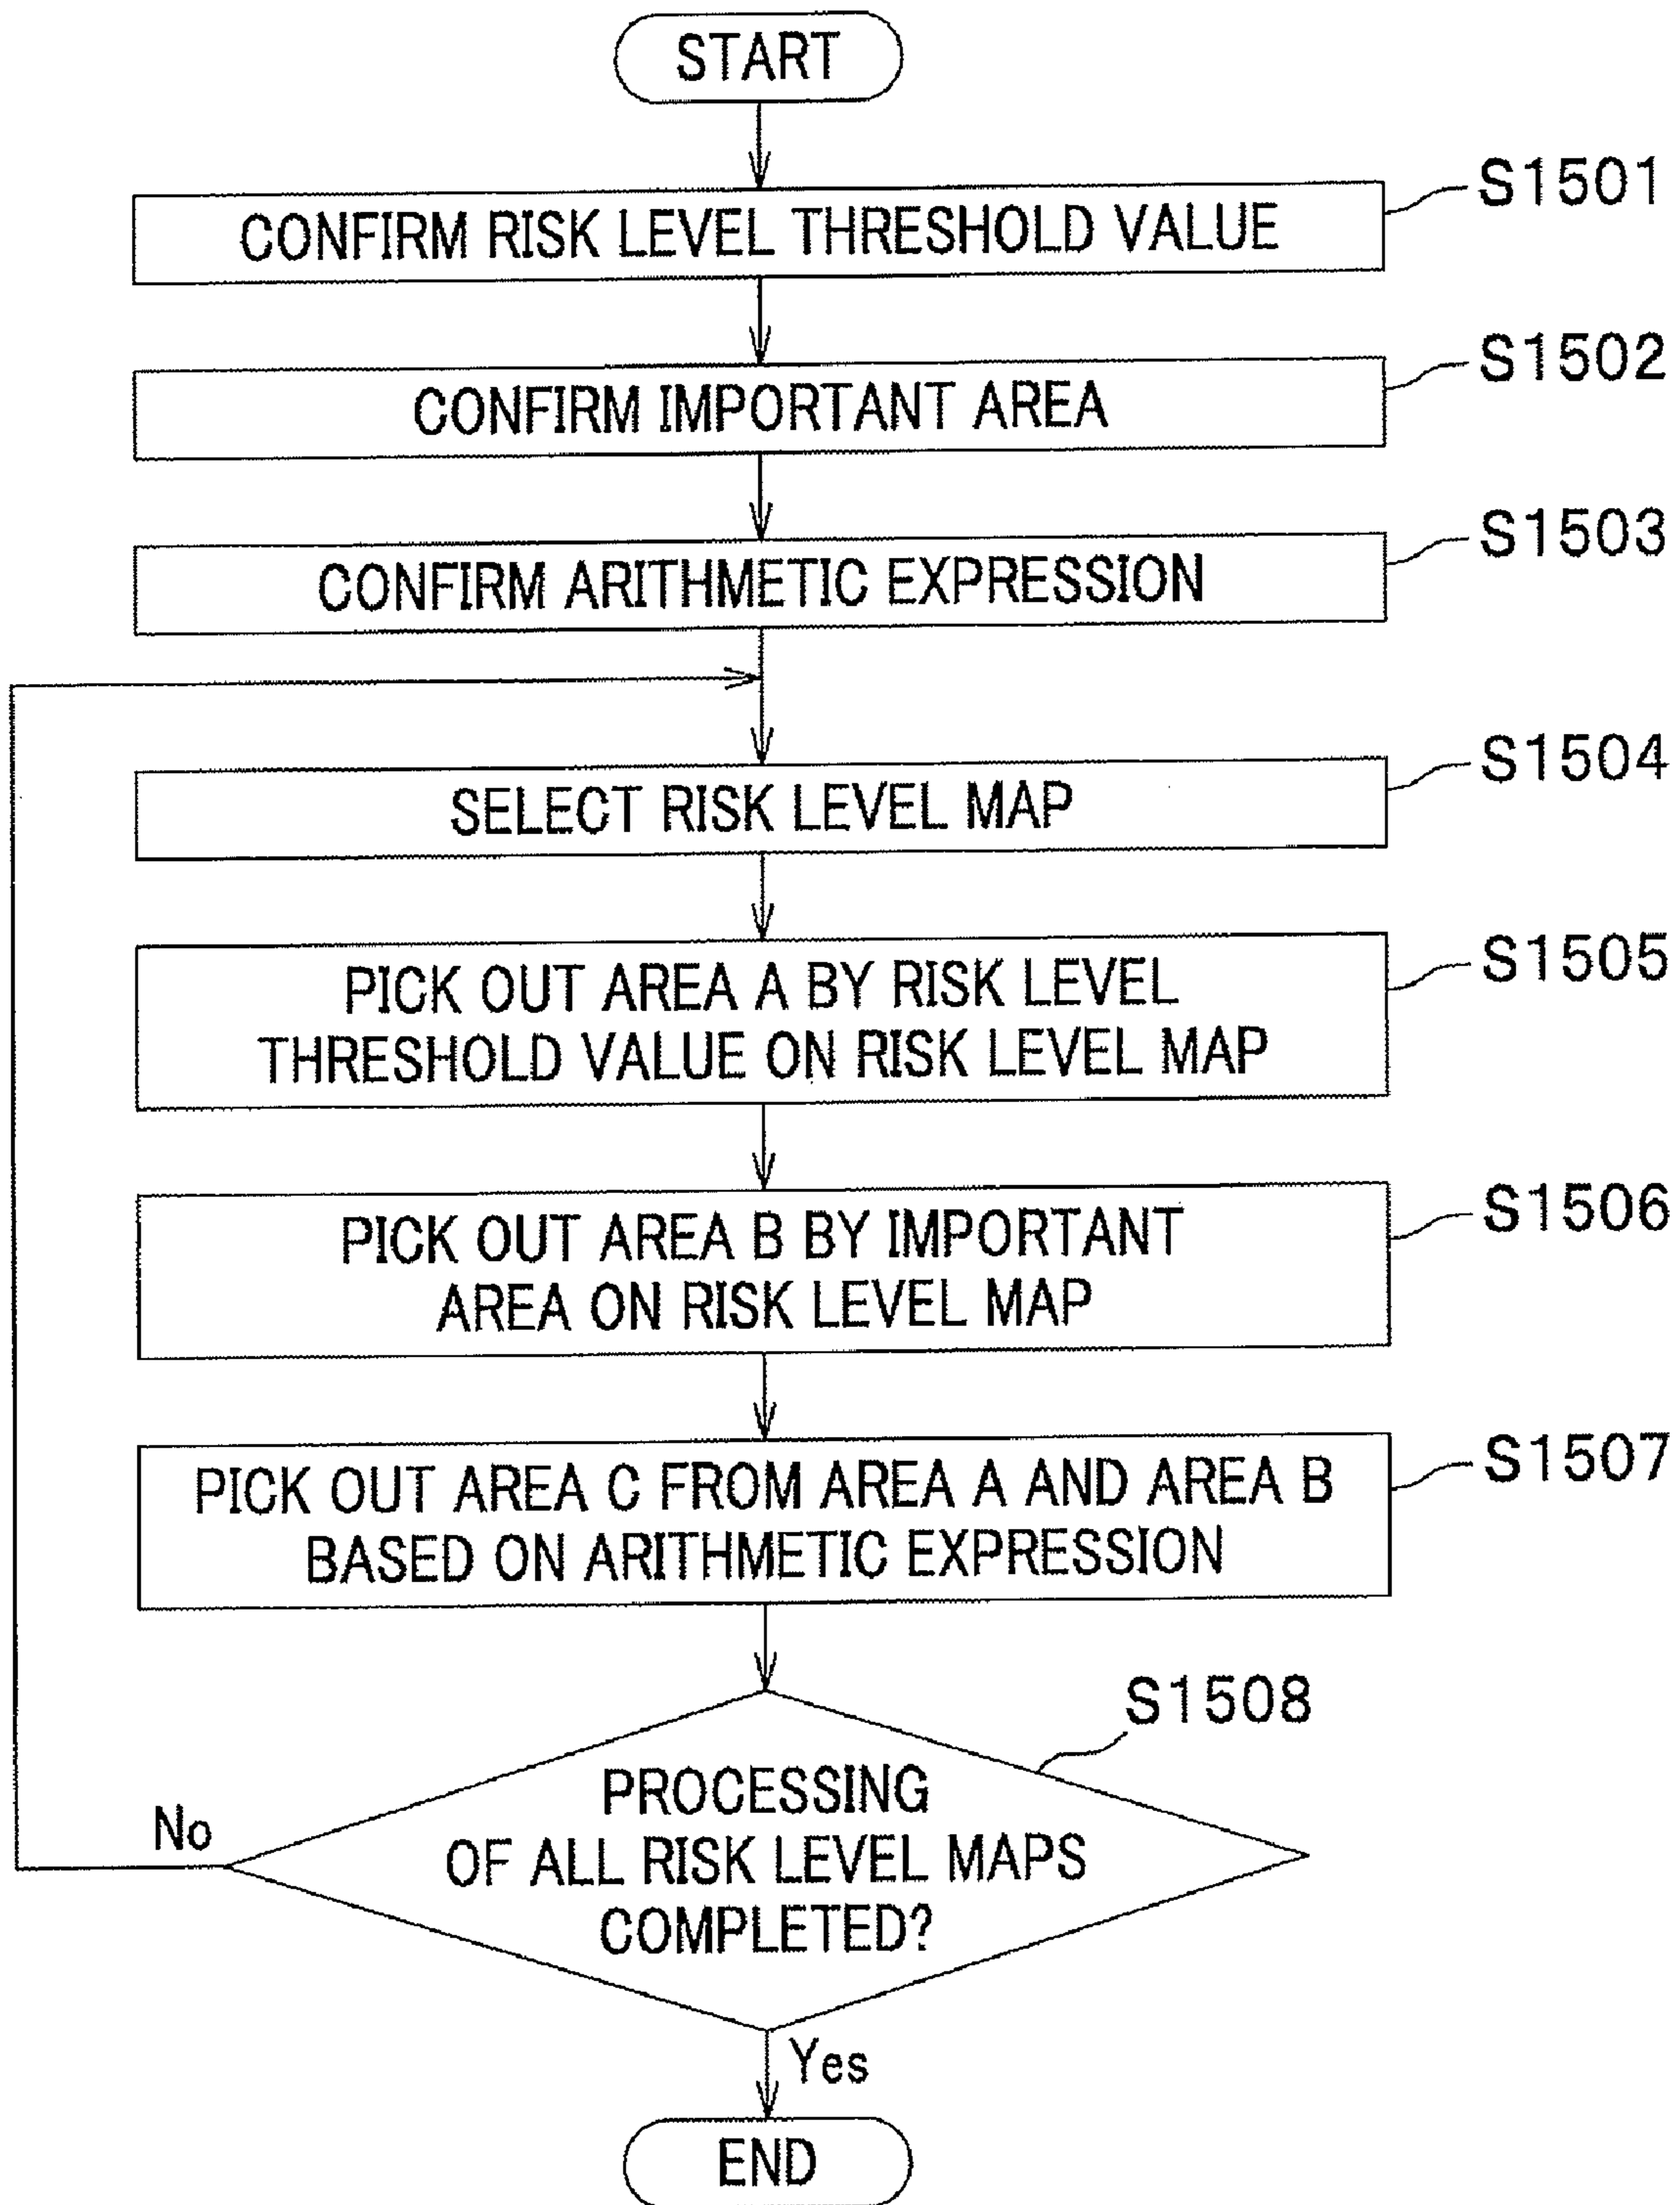 START
CONFIRM RISK LEVEL THRESHOLD VALUE
S1501
CONFIRM IMPORTANT AREA
S1502
CONFIRM ARITHMETIC EXPRESSION
S1503
SELECT RISK LEVEL MAP
S1504
PICK OUT AREA A BY RISK LEVEL
THRESHOLD VALUE ON RISK LEVEL MAP
S1505
PICK OUT AREA B BY IMPORTANT
AREA ON RISK LEVEL MAP
S1506
PICK OUT AREA C FROM AREA A AND AREA B
BASED ON ARITHMETIC EXPRESSION
S1507
PROCESSING
OF ALL RISK LEVEL MAPS
COMPLETED?
S1508
No
Yes
END